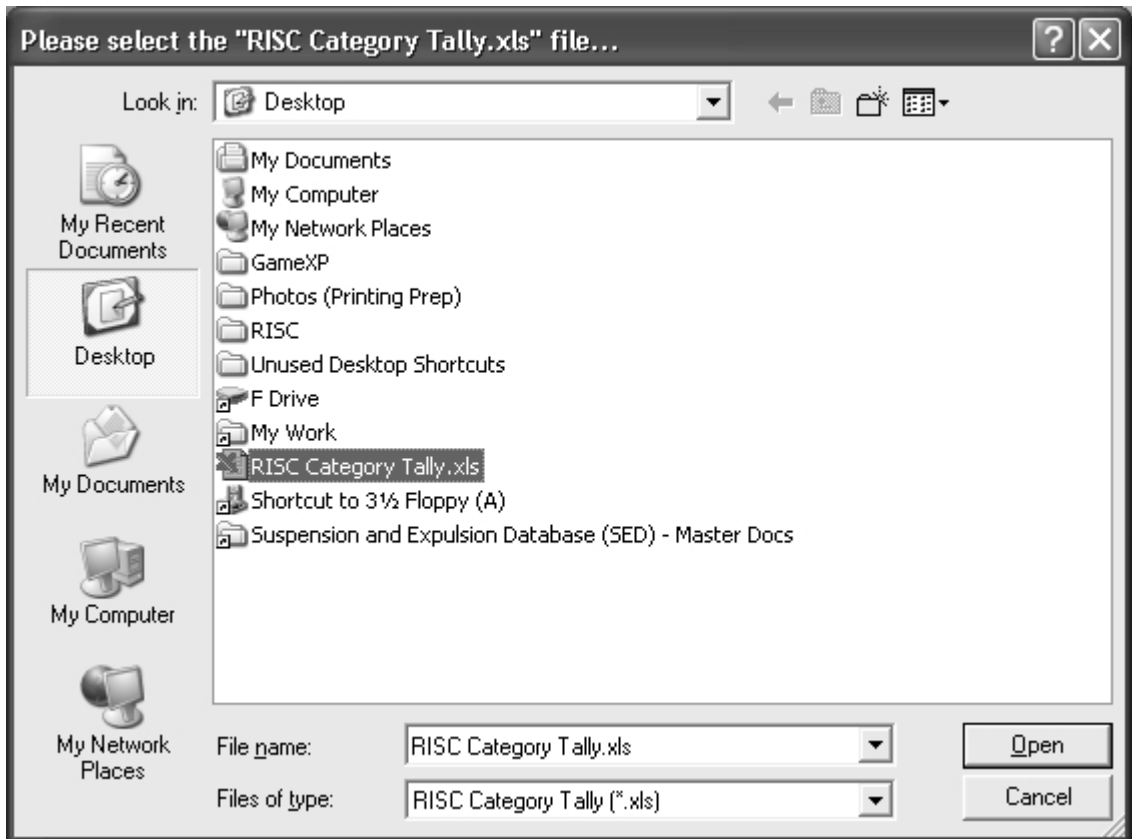 Please select the "RISC Category Tally.xls" file...
Look in:
Desktop
My Recent
Documents
Desktop
My Documents
My Computer
My Network
Places
My Documents
My Computer
My Network Places
GameXP
Photos (Printing Prep)
RISC
Unused Desktop Shortcuts
F Drive
My Work
RISC Category Tally.xls
Shortcut to 3½ Floppy (A)
Suspension and Expulsion Database (SED) - Master Docs
File name:
RISC Category Tally.xls
Open
Files of type:
RISC Category Tally (*.xls)
Cancel